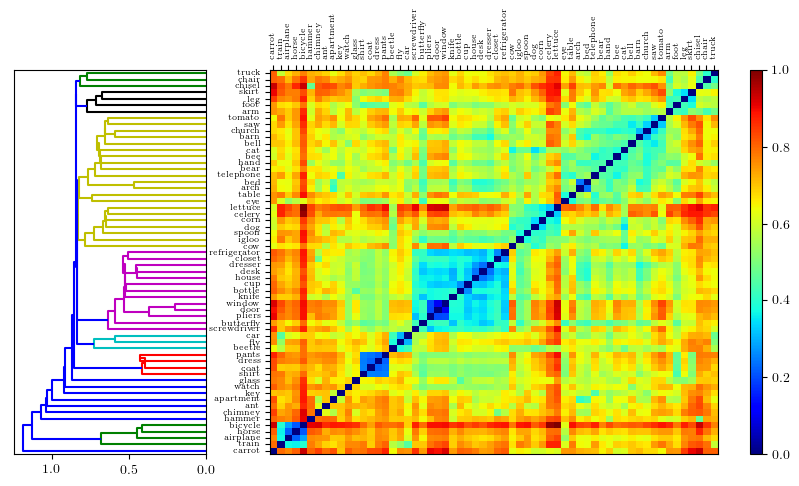 carrot train airplane horse bicycle hammer chimney ant apartment key watch glass shirt coat dress pants beetle fly car screwdriver butterfly pliers door window knife bottle cup house desk dresser closet refrigerator cow igloo spoon dog corn celery lettuce eye table arch bed telephone bear hand bee cat bell barn church saw tomato arm foot leg skirt chisel chair truck
truck
chair
chisel
skirt
leg
foot
arm
tomato
saw
church
barn
bell
cat
bee
hand
bear
telephone
bed
arch
table
eye
lettuce
celery
corn
dog
spoon
igloo
cow
refrigerator
closet
dresser
desk
house
cup
bottle
knife
window
door
pliers
butterfly
screwdriver
car
fly
beetle
pants
dress
coat
shirt
glass
watch
key
apartment
ant
chimney
hammer
bicycle
horse
airplane
train
carrot
1.0 0.5 0.0
1.0
0.8
0.6
0.4
0.2
0.0